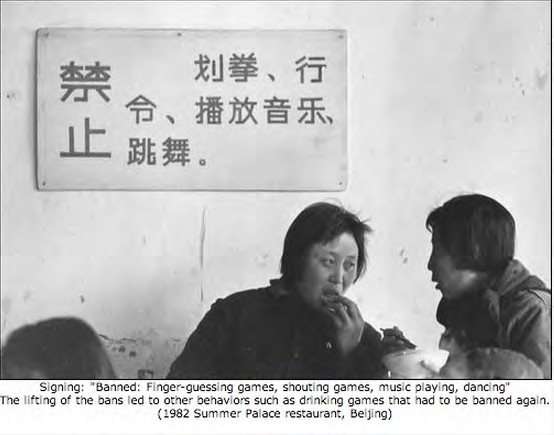 禁止
划拳、行
令、播放音乐、
跳舞。
Signing: "Banned: Finger-guessing games, shouting games, music playing, dancing"
The lifting of the bans led to other behaviors such as drinking games that had to be banned again.
(1982 Summer Palace restaurant, Beijing)